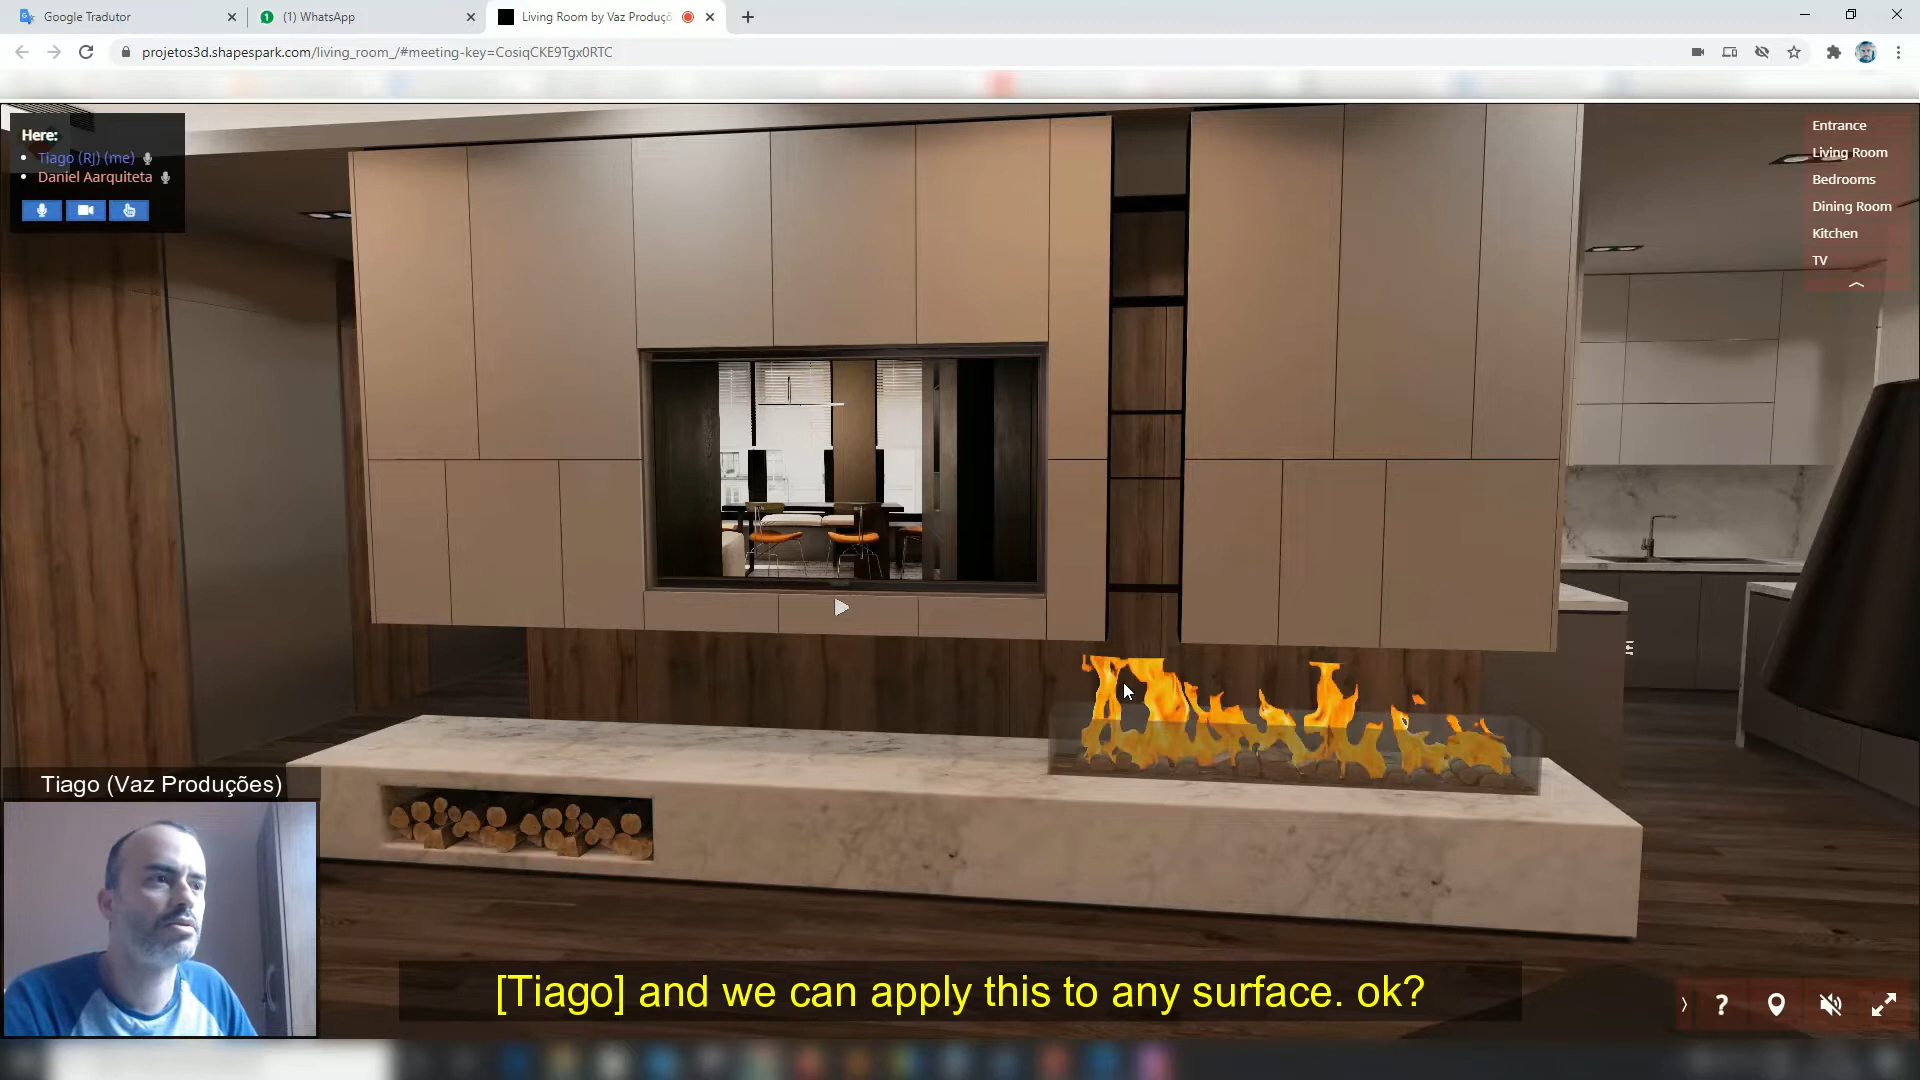 Google Tradutor
(1) WhatsApp
Living Room by Vaz Produçõ
projetos3d.shapespark.com/living_room_/#meeting-key=CosiqCKE9Tgx0RTC
Here:
Tiago (RJ) (me)
Daniel Aarquiteta
Entrance
Living Room
Bedrooms
Dining Room
Kitchen
TV
Tiago (Vaz Produções)
[Tiago] and we can apply this to any surface. ok?